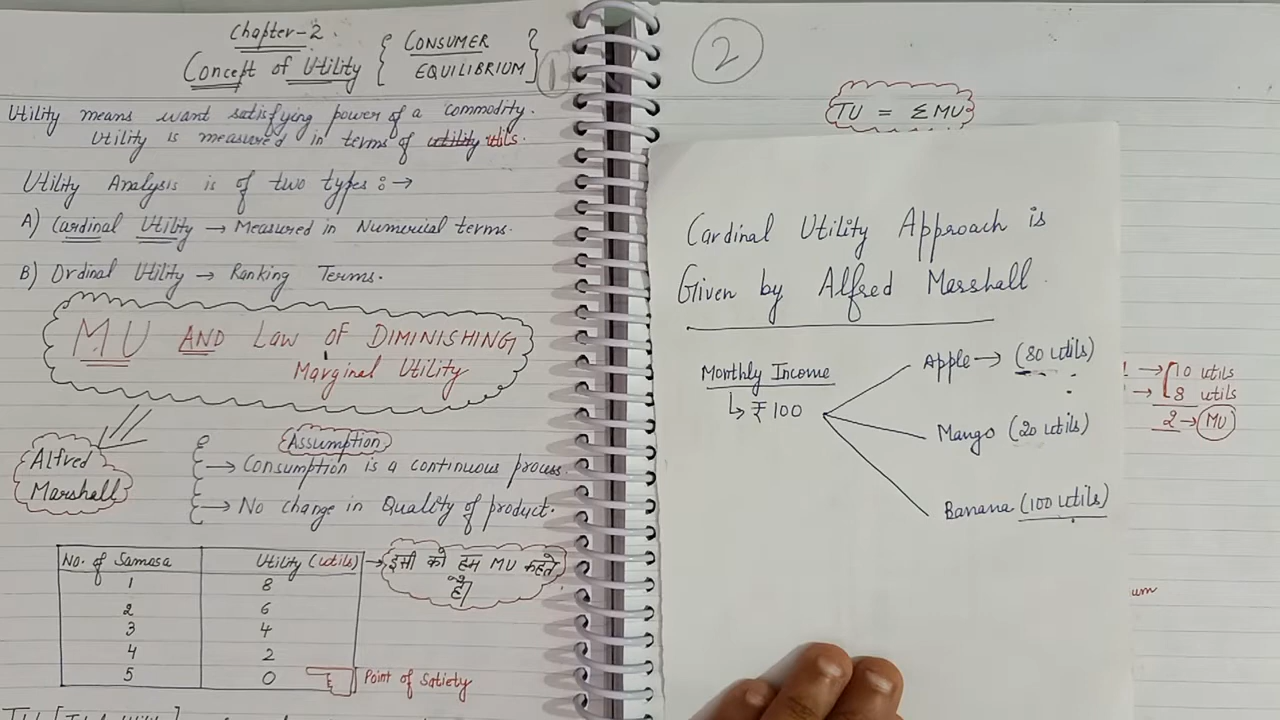 Chapter-2.
Concept of Utility { CONSUMER
EQUILIBRIUM }
1
Utility means want satisfying power of a commodity.
Utility is measured in terms of utility utils.
Utility Analysis is of two types :→
A) Cardinal Utility → Measured in Numerical terms.
B) Ordinal Utility → Ranking Terms.
MU AND Law OF DIMINISHING
Marginal Utility
Alfred
Marshall
Assumption
→ Consumption is a continuous process.
→ No change in Quality of product.
No. of Samosa Utility (utils) → इसी को हम MU कहते
है।
1 8
2 6
3 4
4 2
5 0 Point of Satiety
2
TU = ΣMU
Cardinal Utility Approach is
Given by Alfred Marshall
Monthly Income
↳ ₹ 100
Apple → (80 utils)
Mango (20 utils)
Banana (100 utils)
→ 10 utils
→ 8 utils
2 → MU